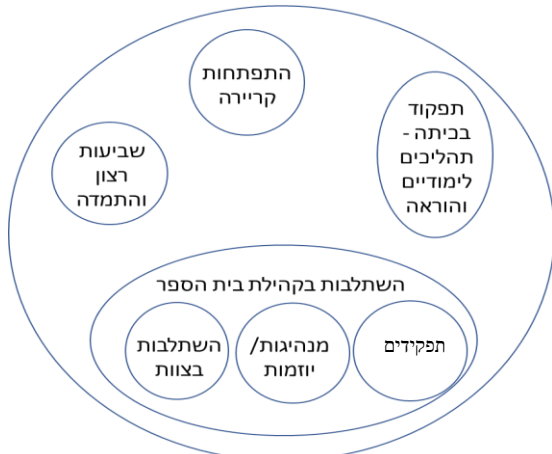 התפתחות
קריירה
תפקוד
בכיתה -
תהליכים
לימודיים
והוראה
שביעות
רצון
והתמדה
השתלבות בקהילת בית הספר
תפקידים
מנהיגות/
יוזמות
השתלבות
בצוות